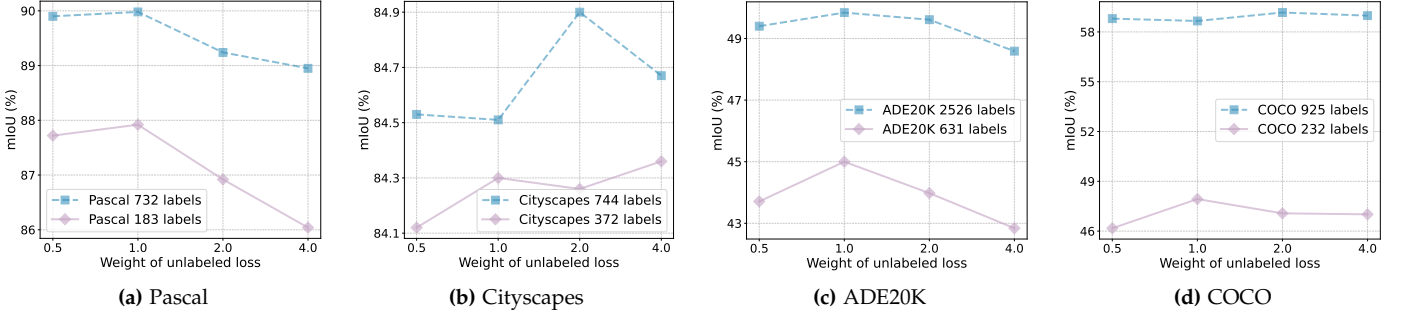 90
89
88
87
86
mIoU (%)
Pascal 732 labels
Pascal 183 labels
0.5 1.0 2.0 4.0
Weight of unlabeled loss
(a) Pascal
84.9
84.7
84.5
84.3
84.1
mIoU (%)
Cityscapes 744 labels
Cityscapes 372 labels
0.5 1.0 2.0 4.0
Weight of unlabeled loss
(b) Cityscapes
49
47
45
43
mIoU (%)
ADE20K 2526 labels
ADE20K 631 labels
0.5 1.0 2.0 4.0
Weight of unlabeled loss
(c) ADE20K
58
55
52
49
46
mIoU (%)
COCO 925 labels
COCO 232 labels
0.5 1.0 2.0 4.0
Weight of unlabeled loss
(d) COCO